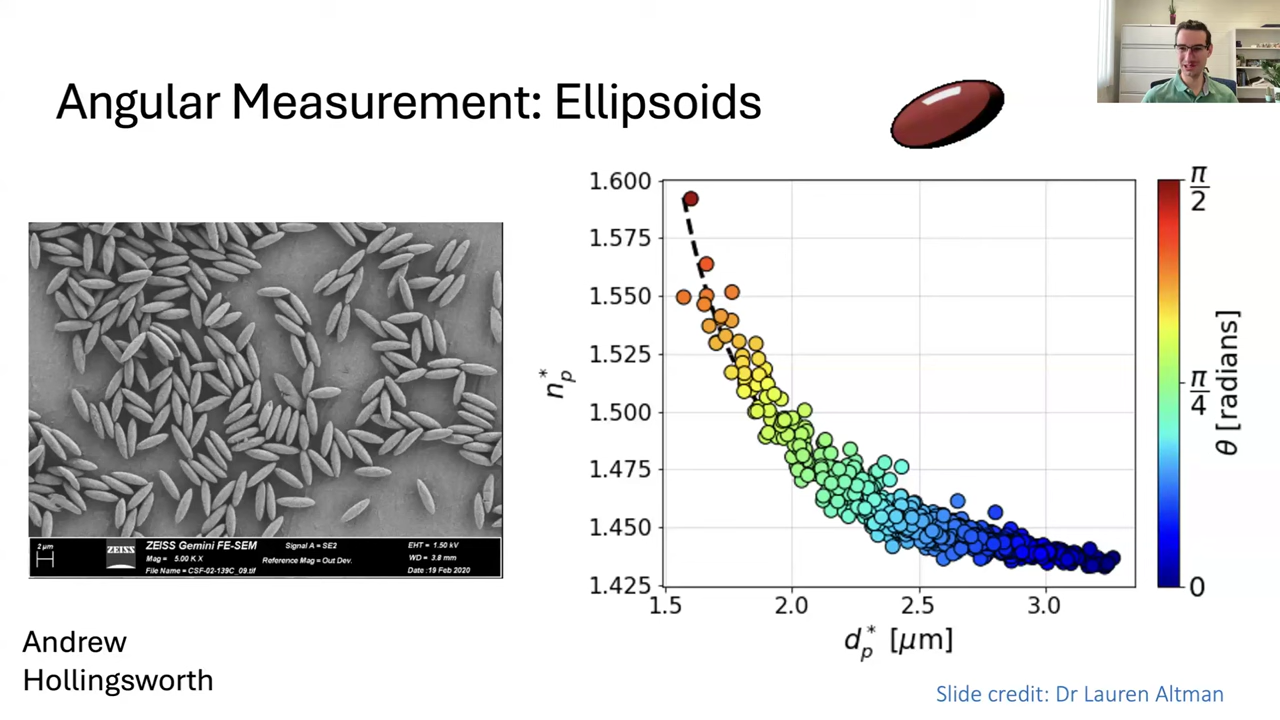 Angular Measurement: Ellipsoids
2 µm
ZEISS
ZEISS Gemini FE-SEM
Mag = 5.00 K X
File Name = CSF-02-139C_09.tif
Signal A = SE2
Reference Mag = Out Dev.
EHT = 1.50 kV
WD = 3.8 mm
Date :19 Feb 2020
Andrew
Hollingsworth
1.600
1.575
1.550
1.525
1.500
1.475
1.450
1.425
n_p^*
1.5
2.0
2.5
3.0
d_p^* [µm]
π/2
π/4
0
θ [radians]
Slide credit: Dr Lauren Altman